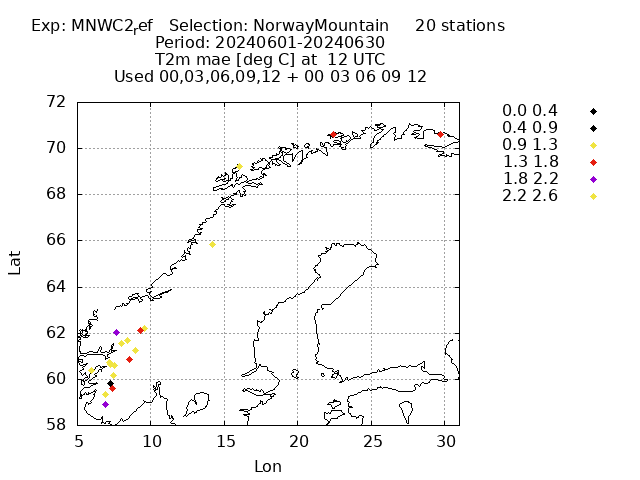 Exp: MNWC2ref   Selection: NorwayMountain     20 stations
Period: 20240601-20240630
T2m mae [deg C] at  12 UTC
Used 00,03,06,09,12 + 00 03 06 09 12
0.0 0.4
0.4 0.9
0.9 1.3
1.3 1.8
1.8 2.2
2.2 2.6
72
70
68
66
64
62
60
58
Lat
5 10 15 20 25 30
Lon